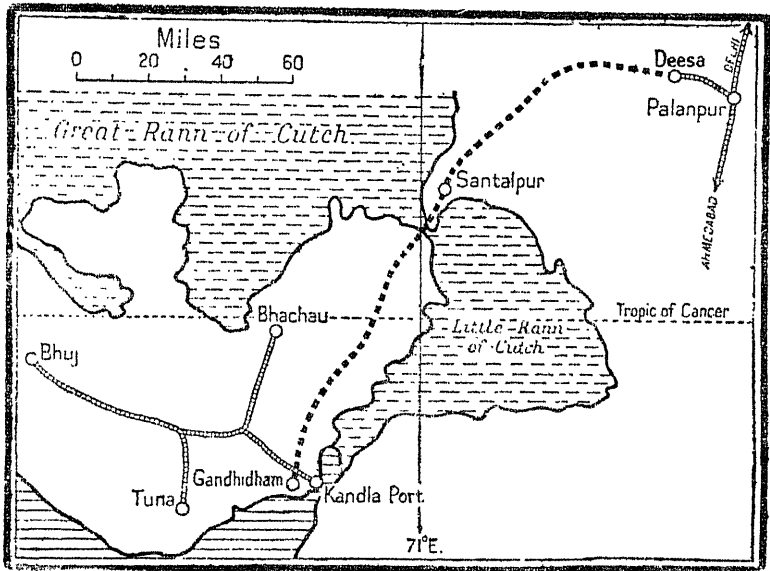 Miles
0 20 40 60
DELHI
Deesa
Palanpur
Great Rann of Cutch
Santalpur
AHMEDABAD
Tropic of Cancer
Bhachau
Little Rann
of Cutch
Bhuj
Gandhidham
Kandla Port.
Tuna
71°E.